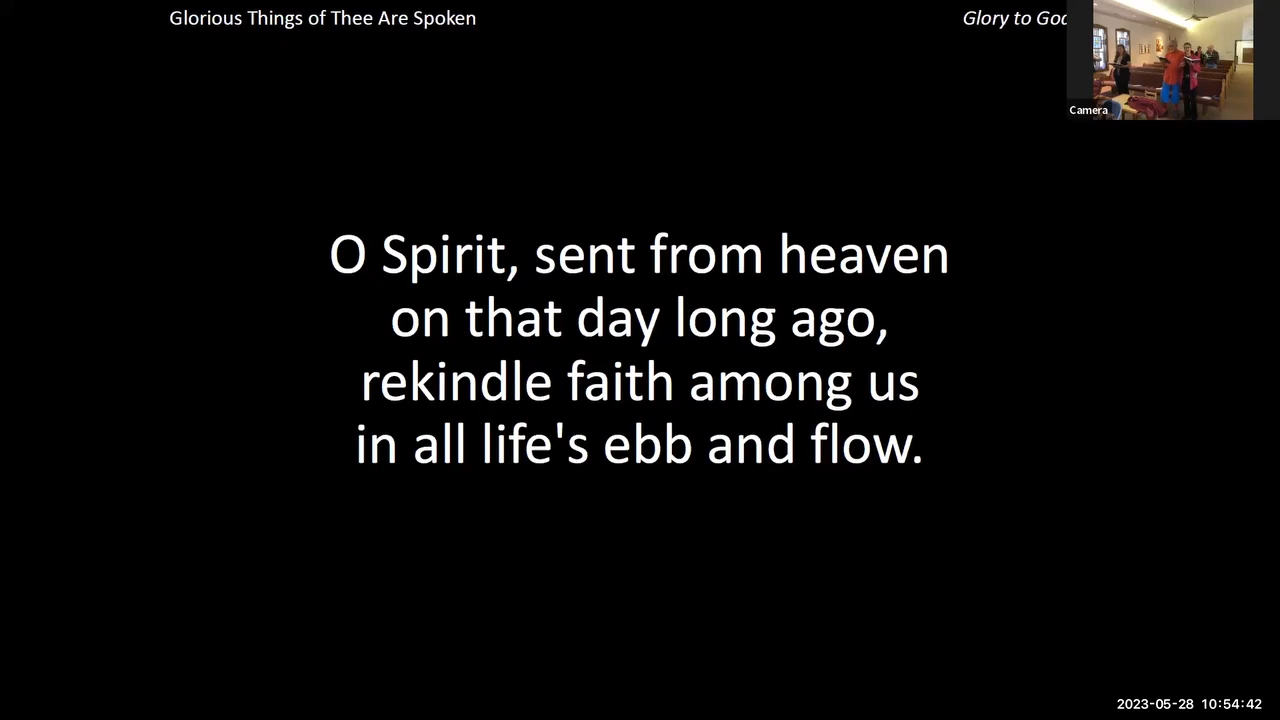 Glorious Things of Thee Are Spoken
Glory to God
Camera
O Spirit, sent from heaven
on that day long ago,
rekindle faith among us
in all life's ebb and flow.
2023-05-28 10:54:42